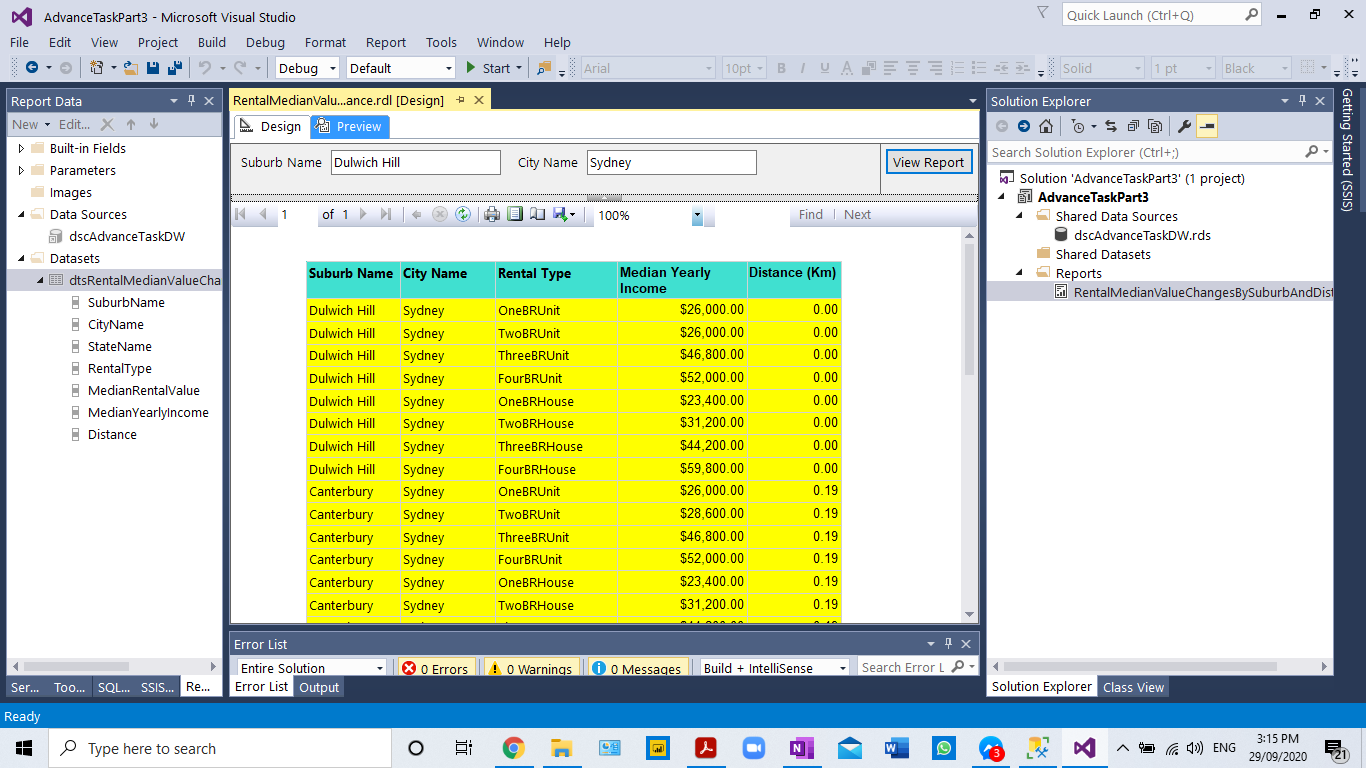 AdvanceTaskPart3 - Microsoft Visual Studio
Quick Launch (Ctrl+Q)
File Edit View Project Build Debug Format Report Tools Window Help
Debug Default Start Arial 10pt B I U A Solid 1 pt Black
Report Data
New Edit...
Built-in Fields
Parameters
Images
Data Sources
dscAdvanceTaskDW
Datasets
dtsRentalMedianValueCha
SuburbName
CityName
StateName
RentalType
MedianRentalValue
MedianYearlyIncome
Distance
Ser... Too... SQL... SSIS... Re...
RentalMedianValu...ance.rdl [Design]
Design Preview
Suburb Name Dulwich Hill City Name Sydney View Report
1 of 1 100% Find Next
Suburb Name City Name Rental Type Median Yearly Income Distance (Km)
Dulwich Hill Sydney OneBRUnit $26,000.00 0.00
Dulwich Hill Sydney TwoBRUnit $26,000.00 0.00
Dulwich Hill Sydney ThreeBRUnit $46,800.00 0.00
Dulwich Hill Sydney FourBRUnit $52,000.00 0.00
Dulwich Hill Sydney OneBRHouse $23,400.00 0.00
Dulwich Hill Sydney TwoBRHouse $31,200.00 0.00
Dulwich Hill Sydney ThreeBRHouse $44,200.00 0.00
Dulwich Hill Sydney FourBRHouse $59,800.00 0.00
Canterbury Sydney OneBRUnit $26,000.00 0.19
Canterbury Sydney TwoBRUnit $28,600.00 0.19
Canterbury Sydney ThreeBRUnit $46,800.00 0.19
Canterbury Sydney FourBRUnit $52,000.00 0.19
Canterbury Sydney OneBRHouse $23,400.00 0.19
Canterbury Sydney TwoBRHouse $31,200.00 0.19
Error List
Entire Solution 0 Errors 0 Warnings 0 Messages Build + IntelliSense Search Error L
Error List Output
Solution Explorer
Search Solution Explorer (Ctrl+;)
Solution 'AdvanceTaskPart3' (1 project)
AdvanceTaskPart3
Shared Data Sources
dscAdvanceTaskDW.rds
Shared Datasets
Reports
RentalMedianValueChangesBySuburbAndDist
Solution Explorer Class View
Getting Started (SSIS)
Ready
Type here to search
3 ENG 3:15 PM
29/09/2020 21